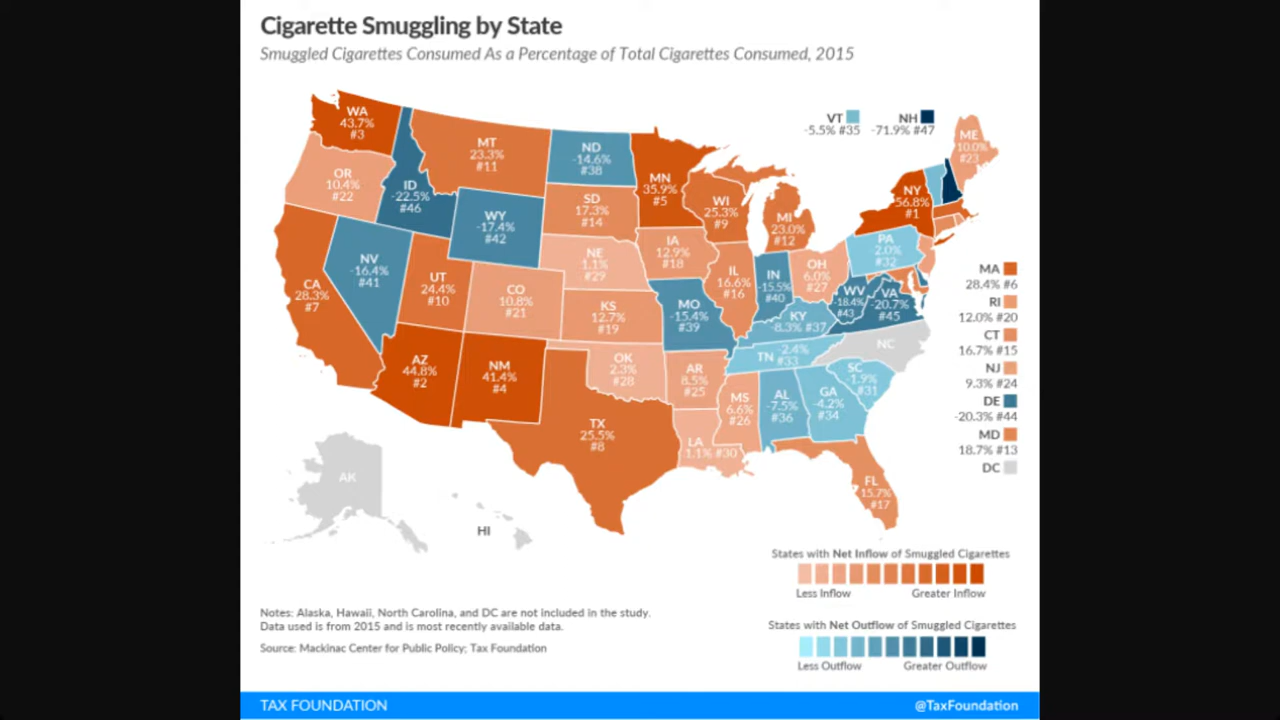 Cigarette Smuggling by State
Smuggled Cigarettes Consumed As a Percentage of Total Cigarettes Consumed, 2015
WA
43.7%
#3
MT
23.3%
#11
ND
-14.6%
#38
MN
35.9%
#5
VT
-5.5% #35
NH
-71.9% #47
ME
10.0%
#23
OR
10.4%
#22
ID
-22.5%
#46
WY
-17.4%
#42
SD
17.3%
#14
WI
25.3%
#9
MI
23.0%
#12
NY
56.8%
#1
NV
-16.4%
#41
UT
24.4%
#10
CO
10.8%
#21
NE
1.1%
#29
IA
12.9%
#18
IL
16.6%
#16
IN
-15.5%
#40
OH
6.0%
#27
PA
2.0%
#32
CA
28.3%
#7
KS
12.7%
#19
MO
-15.4%
#39
KY
-8.3% #37
WV
-18.4%
#43
VA
-20.7%
#45
MA
28.4% #6
RI
12.0% #20
CT
16.7% #15
NJ
9.3% #24
DE
-20.3% #44
MD
18.7% #13
DC
AZ
44.8%
#2
NM
41.4%
#4
OK
2.3%
#28
AR
8.5%
#25
TN
-2.4%
#33
NC
SC
-1.9%
#31
TX
25.5%
#8
LA
1.1% #30
MS
6.6%
#26
AL
-7.5%
#36
GA
-4.2%
#34
FL
15.7%
#17
AK
HI
States with Net Inflow of Smuggled Cigarettes
Less Inflow
Greater Inflow
States with Net Outflow of Smuggled Cigarettes
Less Outflow
Greater Outflow
Notes: Alaska, Hawaii, North Carolina, and DC are not included in the study.
Data used is from 2015 and is most recently available data.
Source: Mackinac Center for Public Policy; Tax Foundation
TAX FOUNDATION
@TaxFoundation